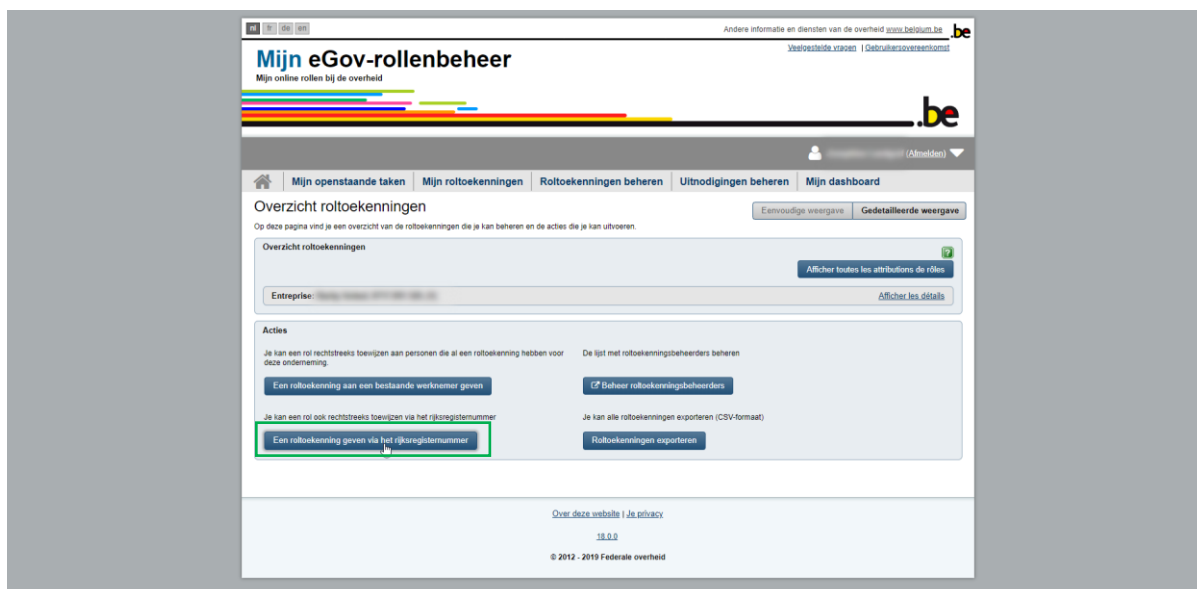 nl fr de en
Andere informatie en diensten van de overheid www.belgium.be .be
Veelgestelde vragen | Gebruikersovereenkomst
Mijn eGov-rollenbeheer
Mijn online rollen bij de overheid
.be
(Afmelden)
Mijn openstaande taken Mijn roltoekenningen Roltoekenningen beheren Uitnodigingen beheren Mijn dashboard
Overzicht roltoekenningen
Eenvoudige weergave Gedetailleerde weergave
Op deze pagina vind je een overzicht van de roltoekenningen die je kan beheren en de acties die je kan uitvoeren.
Overzicht roltoekenningen
?
Afficher toutes les attributions de rôles
Entreprise:
Afficher les détails
Acties
Je kan een rol rechtstreeks toewijzen aan personen die al een roltoekenning hebben voor
deze onderneming.
De lijst met roltoekenningsbeheerders beheren
Een roltoekenning aan een bestaande werknemer geven
Beheer roltoekenningsbeheerders
Je kan een rol ook rechtstreeks toewijzen via het rijksregisternummer
Je kan alle roltoekenningen exporteren (CSV-formaat)
Een roltoekenning geven via het rijksregisternummer
Roltoekenningen exporteren
Over deze website | Je privacy
18.0.0
© 2012 - 2019 Federale overheid